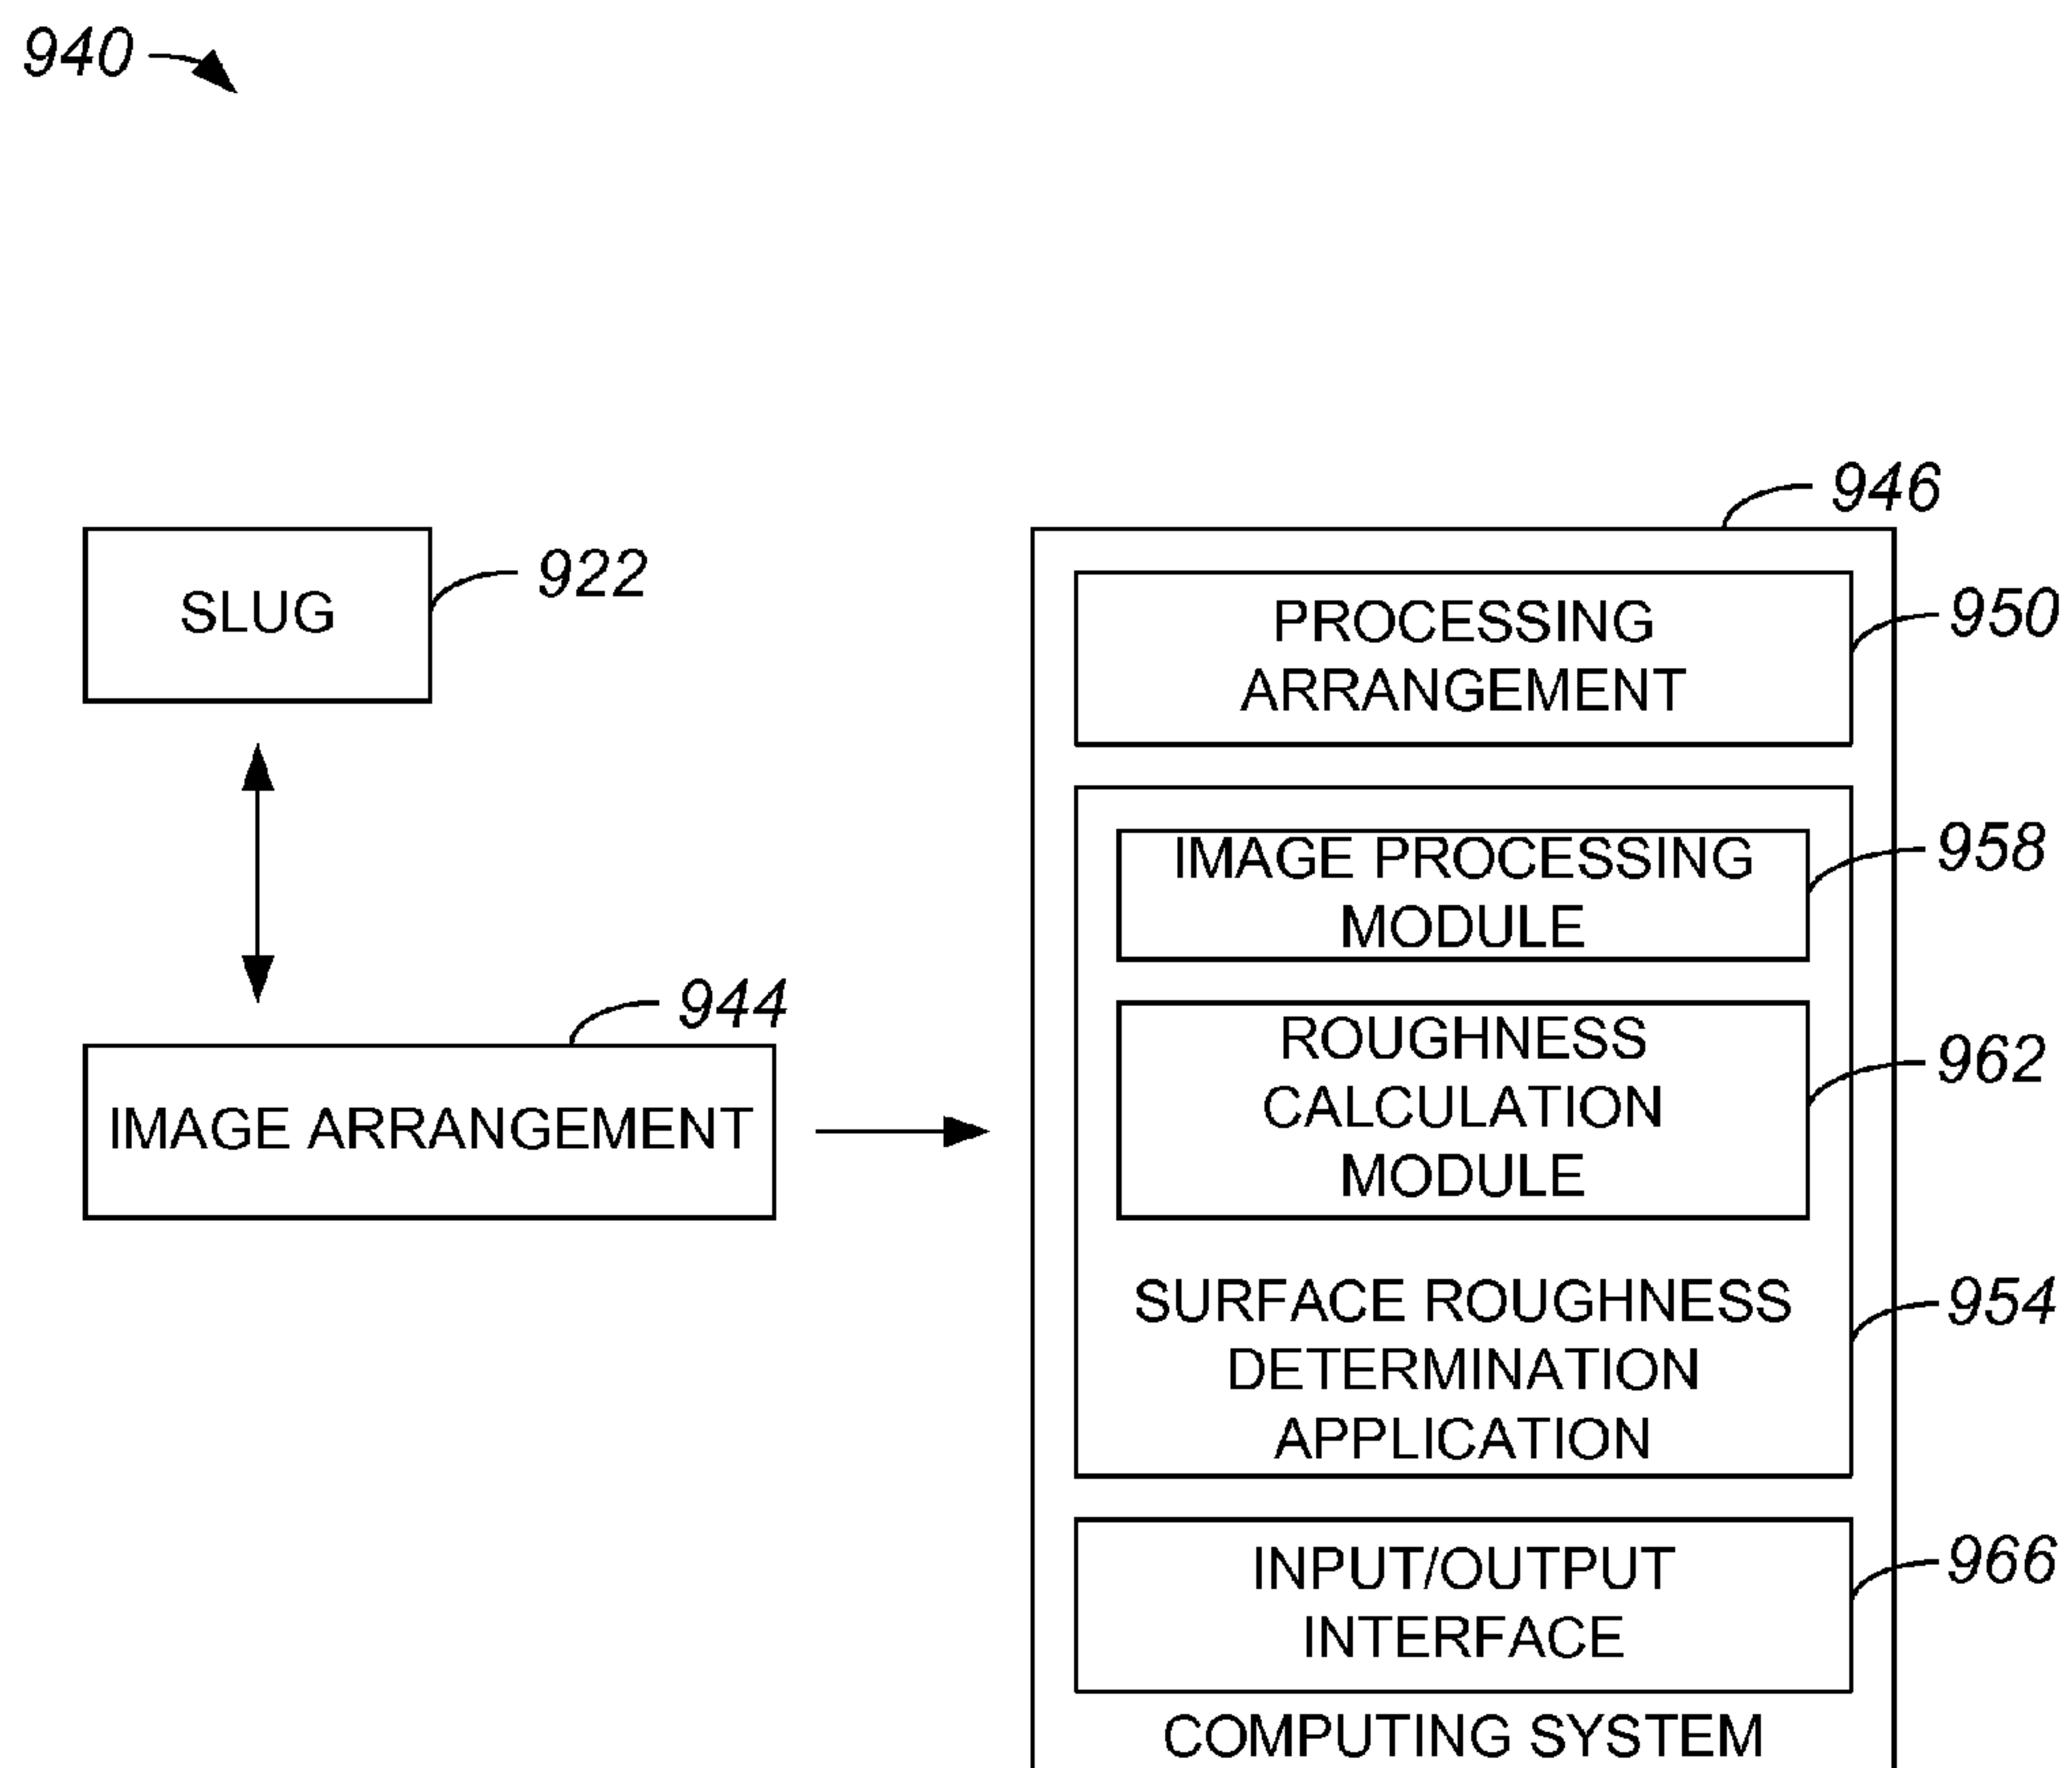 940
946
SLUG
922
PROCESSING
ARRANGEMENT
950
IMAGE PROCESSING
MODULE
958
944
IMAGE ARRANGEMENT
ROUGHNESS
CALCULATION
MODULE
962
SURFACE ROUGHNESS
DETERMINATION
APPLICATION
954
INPUT/OUTPUT
INTERFACE
966
COMPUTING SYSTEM